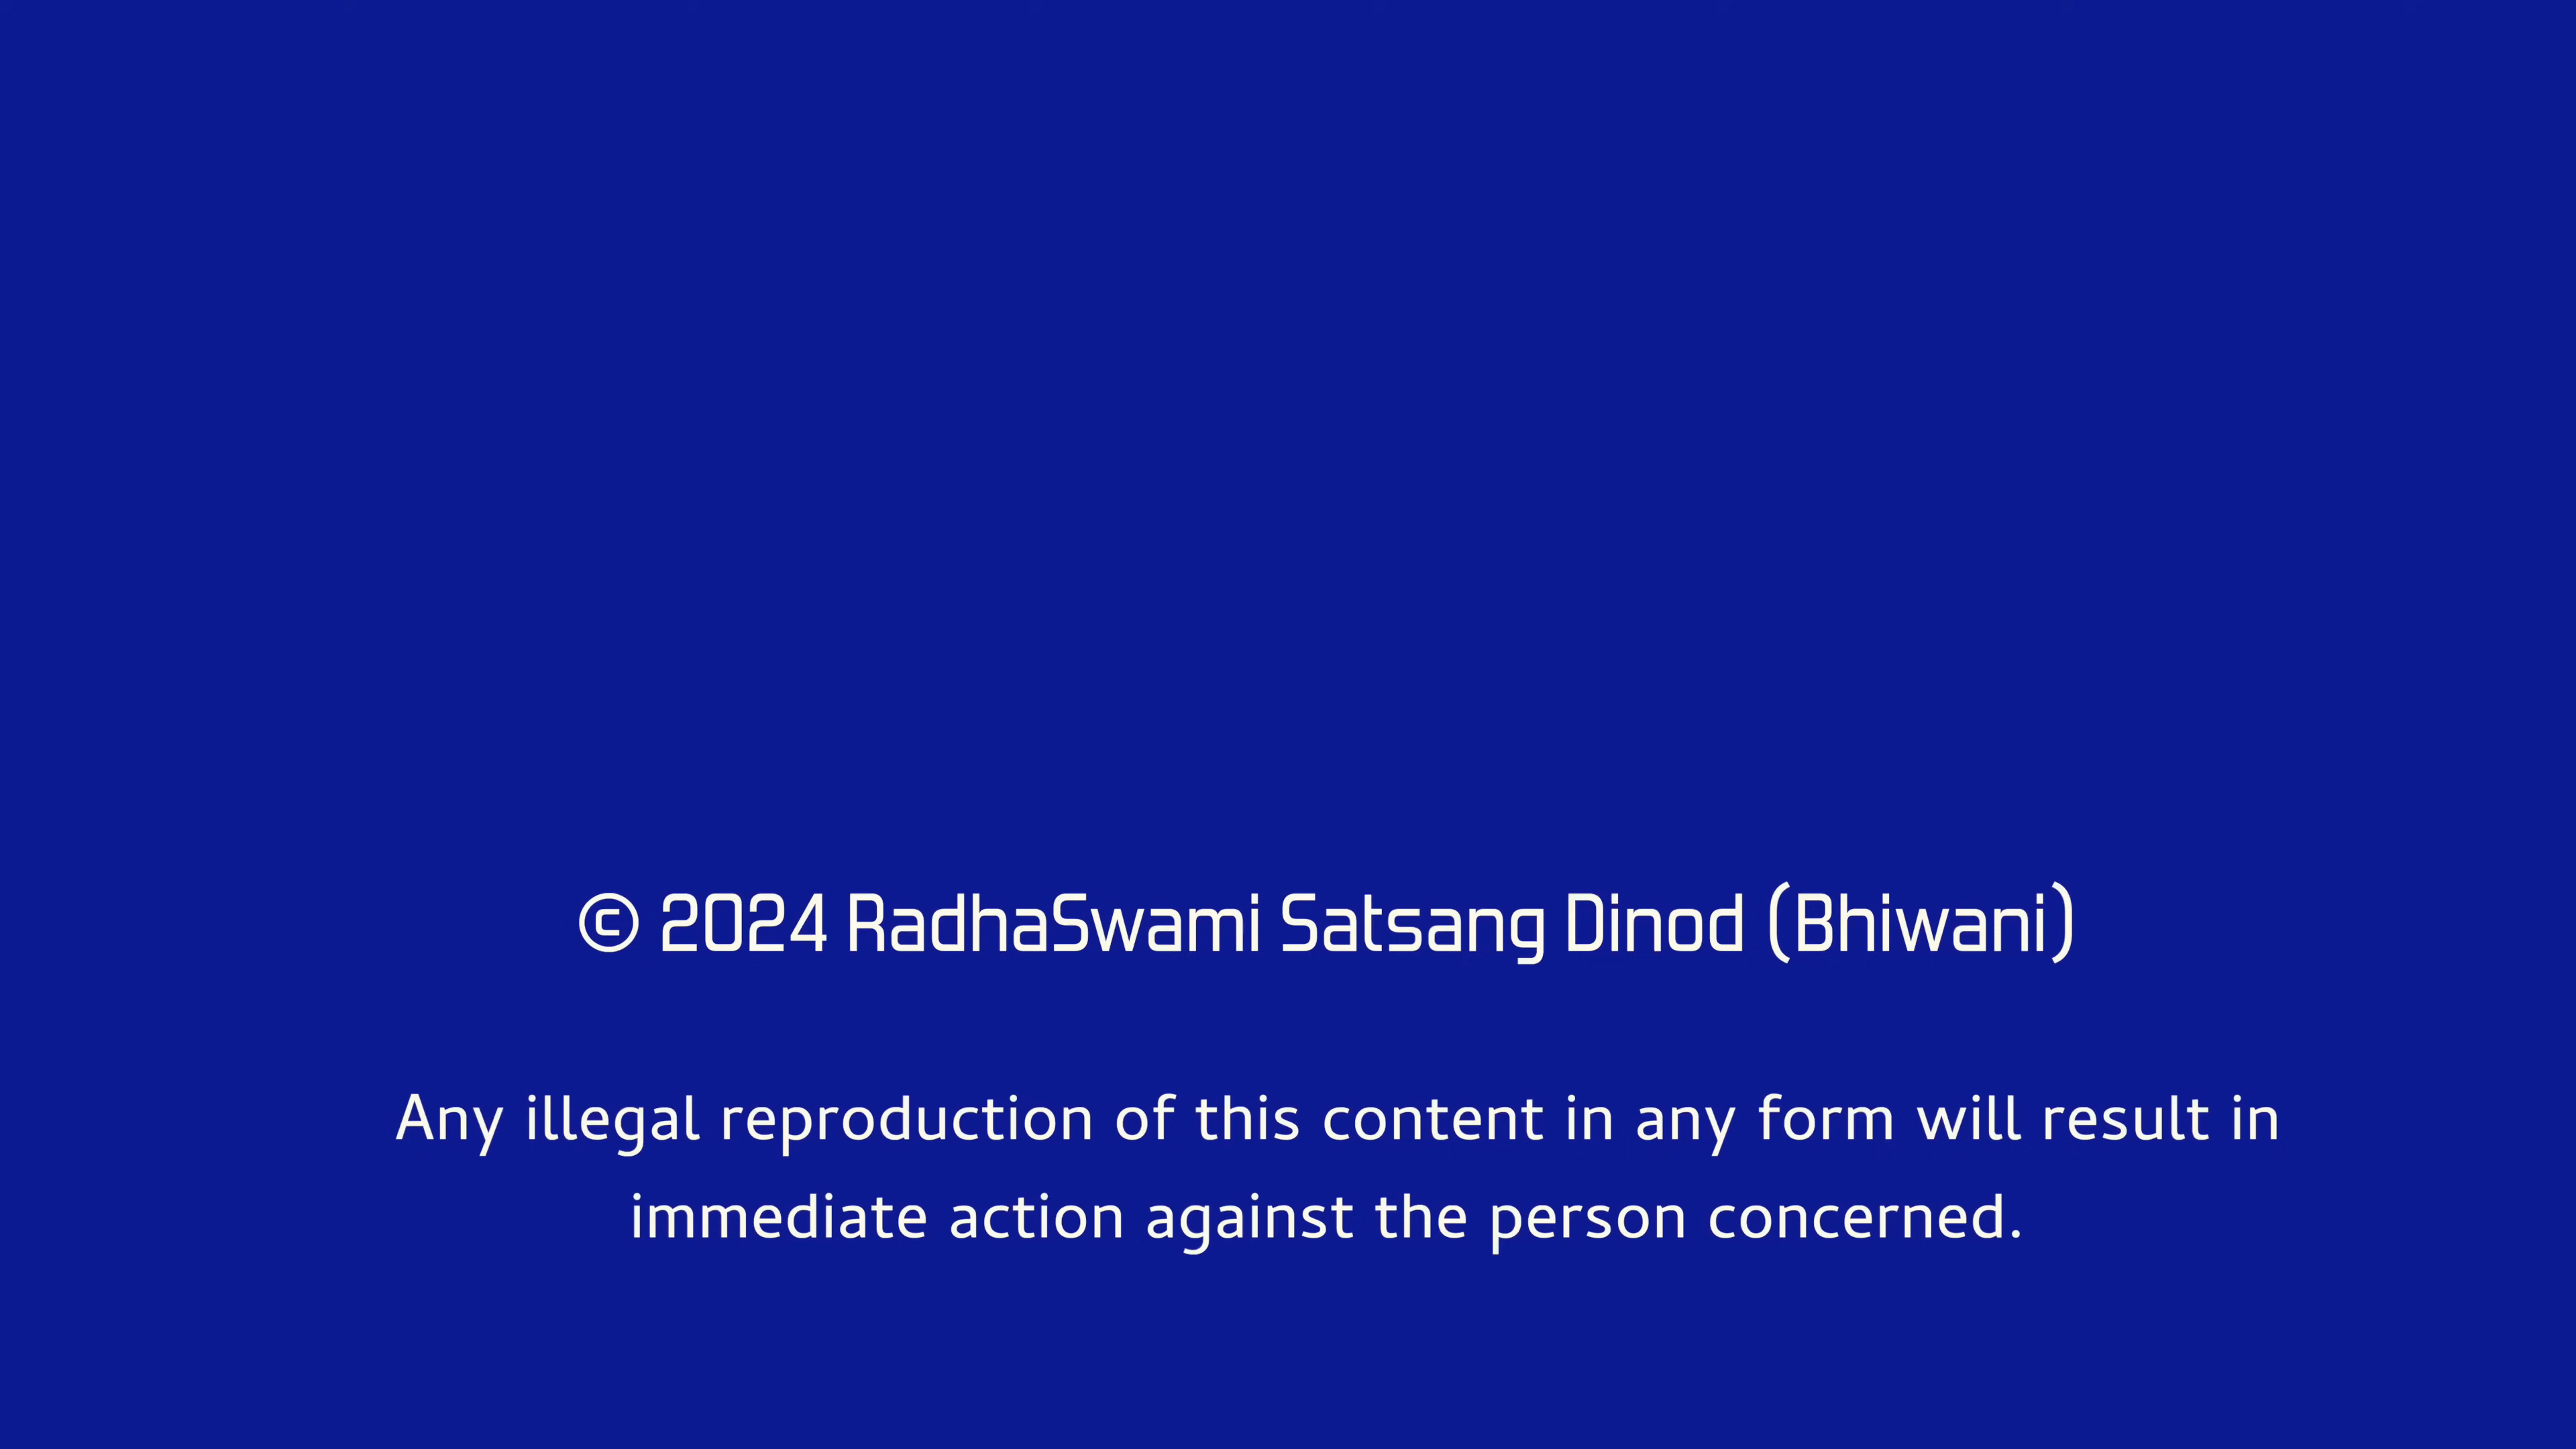 © 2024 RadhaSwami Satsang Dinod (Bhiwani)
Any illegal reproduction of this content in any form will result in
immediate action against the person concerned.